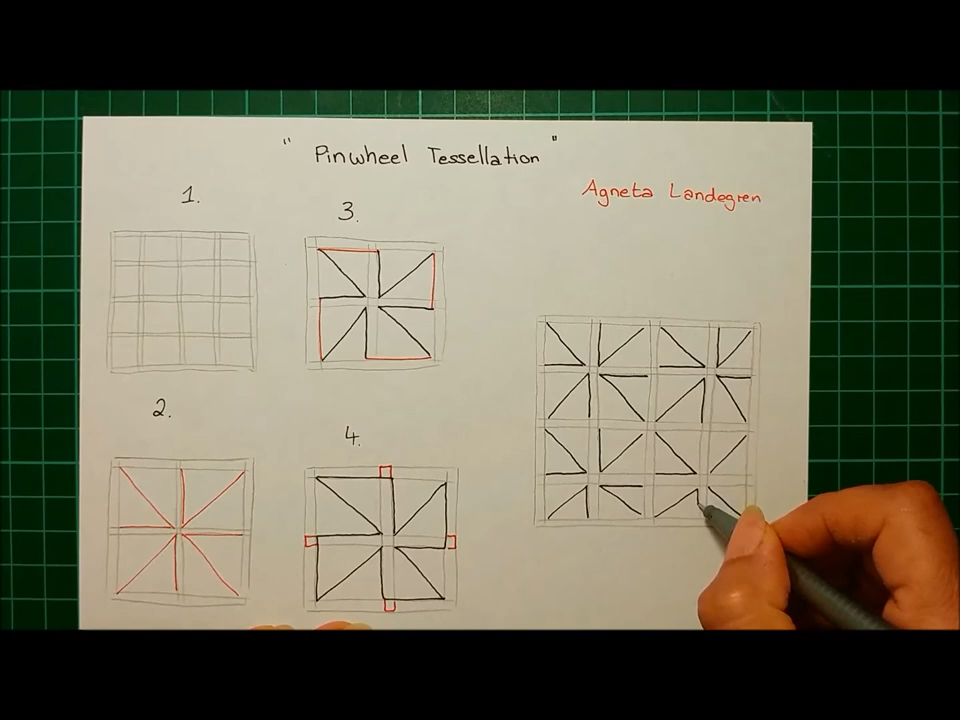 " Pinwheel Tessellation "
Agneta Landegren
1.
3.
2.
4.